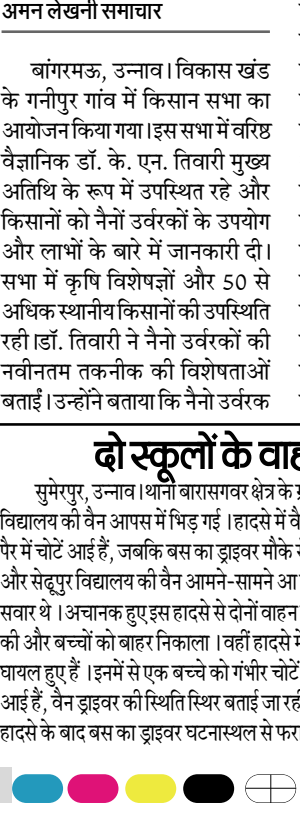 अमन लेखनी समाचार
बांगरमऊ, उन्नाव। विकास खंड
के गनीपुर गांव में किसान सभा का
आयोजन किया गया। इस सभा में वरिष्ठ
वैज्ञानिक डॉ. के. एन. तिवारी मुख्य
अतिथि के रूप में उपस्थित रहे और
किसानों को नैनों उर्वरकों के उपयोग
और लाभों के बारे में जानकारी दी।
सभा में कृषि विशेषज्ञों और 50 से
अधिक स्थानीय किसानों की उपस्थिति
रही।डॉ. तिवारी ने नैनो उर्वरकों की
नवीनतम तकनीक की विशेषताओं
बताईं। उन्होंने बताया कि नैनो उर्वरक
दो स्कूलों के
सुमेरपुर, उन्नाव।थाना बारासगवर क्षेत्र के
विद्यालय की वैन आपस में भिड़ गई ।हादसे में
पैर में चोटें आई हैं, जबकि बस का ड्राइवर मौके
और सेढूपुर विद्यालय की वैन आमने-सामने आ
सवार थे ।अचानक हुए इस हादसे से दोनों वाहन
की और बच्चों को बाहर निकाला ।वहीं हादसे
घायल हुए हैं ।इनमें से एक बच्चे को गंभीर चोटें
आई हैं, वैन ड्राइवर की स्थिति स्थिर बताई जा
हादसे के बाद बस का ड्राइवर घटनास्थल से